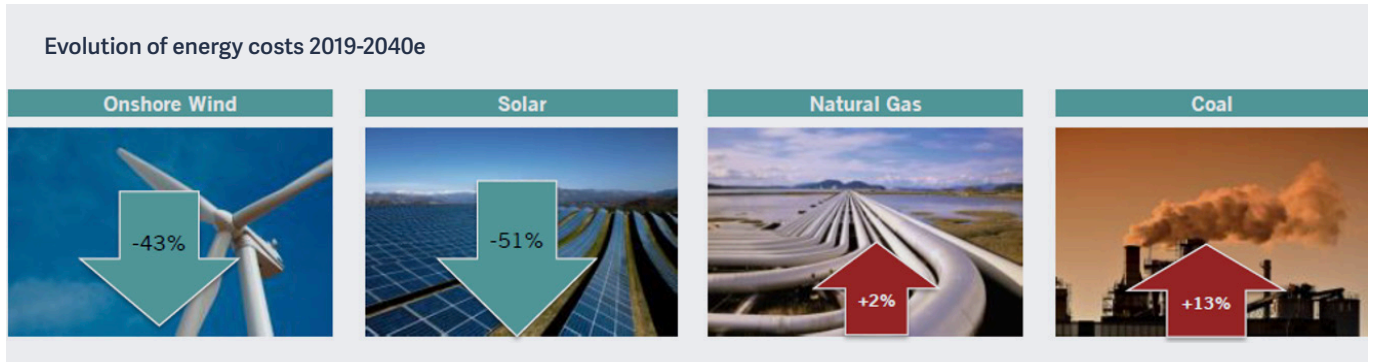 Evolution of energy costs 2019-2040e
Onshore Wind
Solar
Natural Gas
Coal
-43%
-51%
+2%
+13%